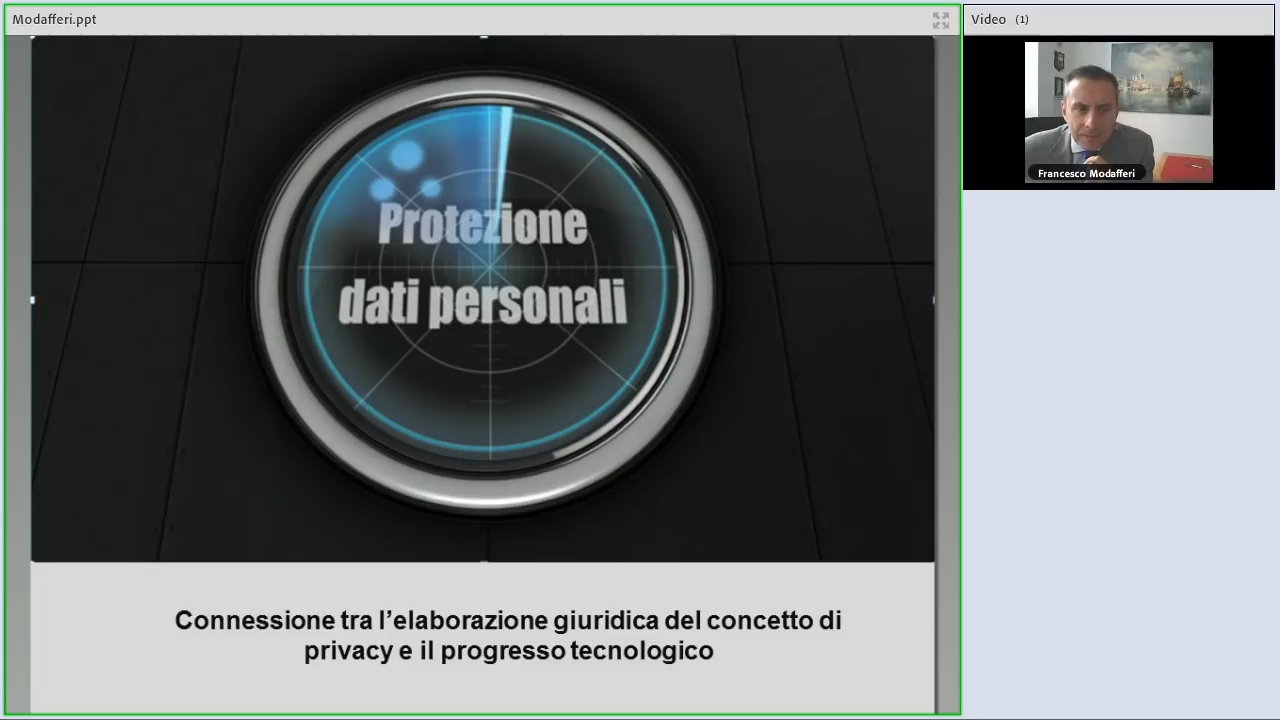 Modafferi.ppt
Video (1)
Francesco Modafferi
Protezione
dati personali
Connessione tra l’elaborazione giuridica del concetto di
privacy e il progresso tecnologico